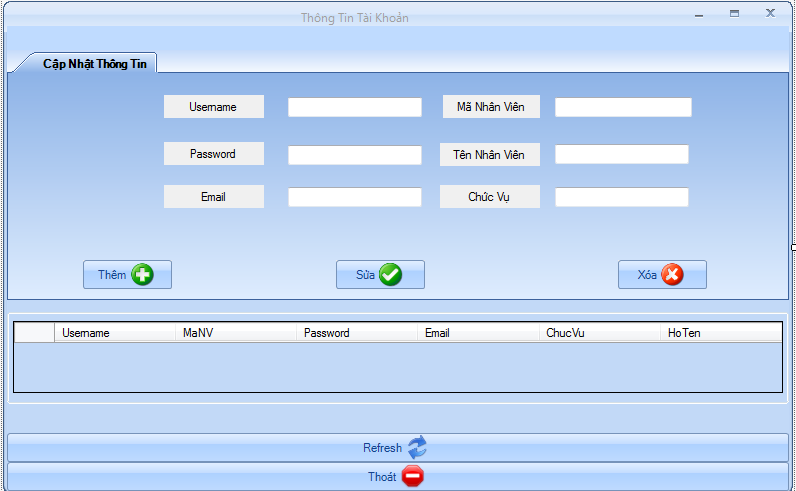 Thông Tin Tài Khoản
Cập Nhật Thông Tin
Username Mã Nhân Viên
Password Tên Nhân Viên
Email Chức Vụ
Thêm Sửa Xóa
Username MaNV Password Email ChucVu HoTen
Refresh
Thoát